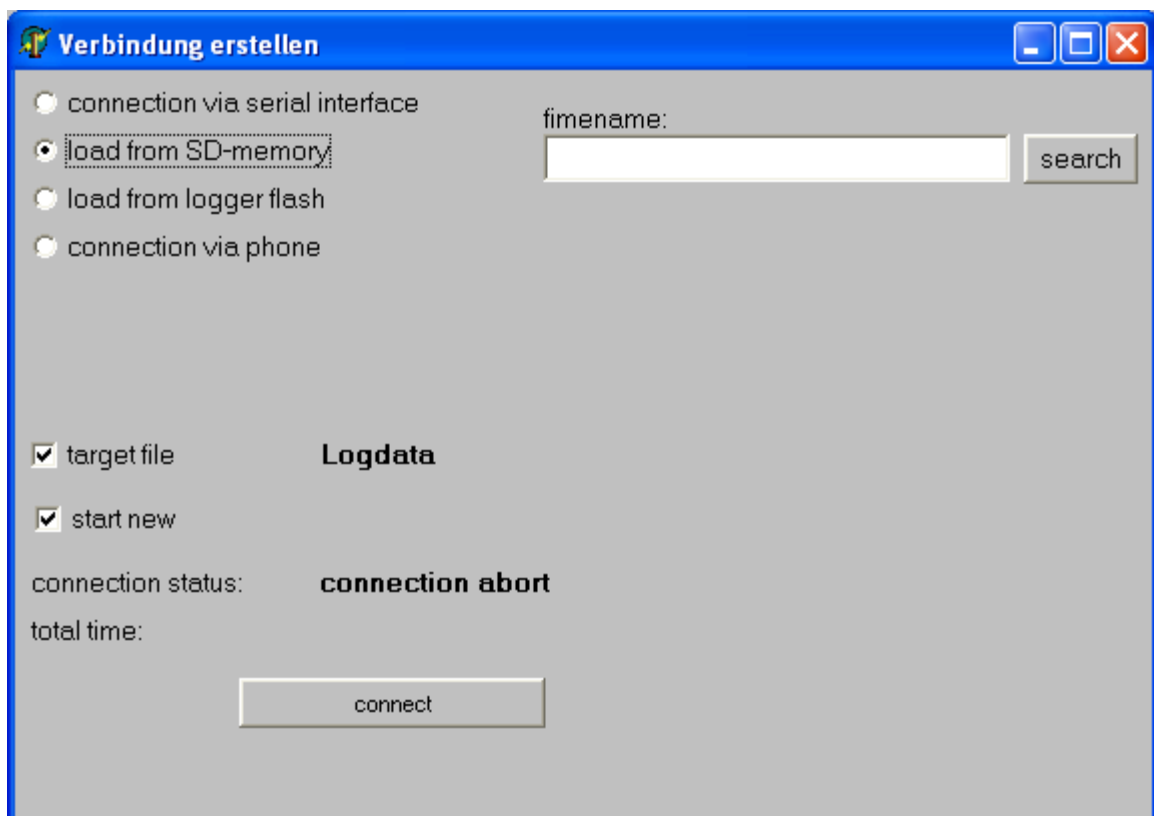 Verbindung erstellen
connection via serial interface
load from SD-memory
load from logger flash
connection via phone
fimename:
search
target file Logdata
start new
connection status: connection abort
total time:
connect